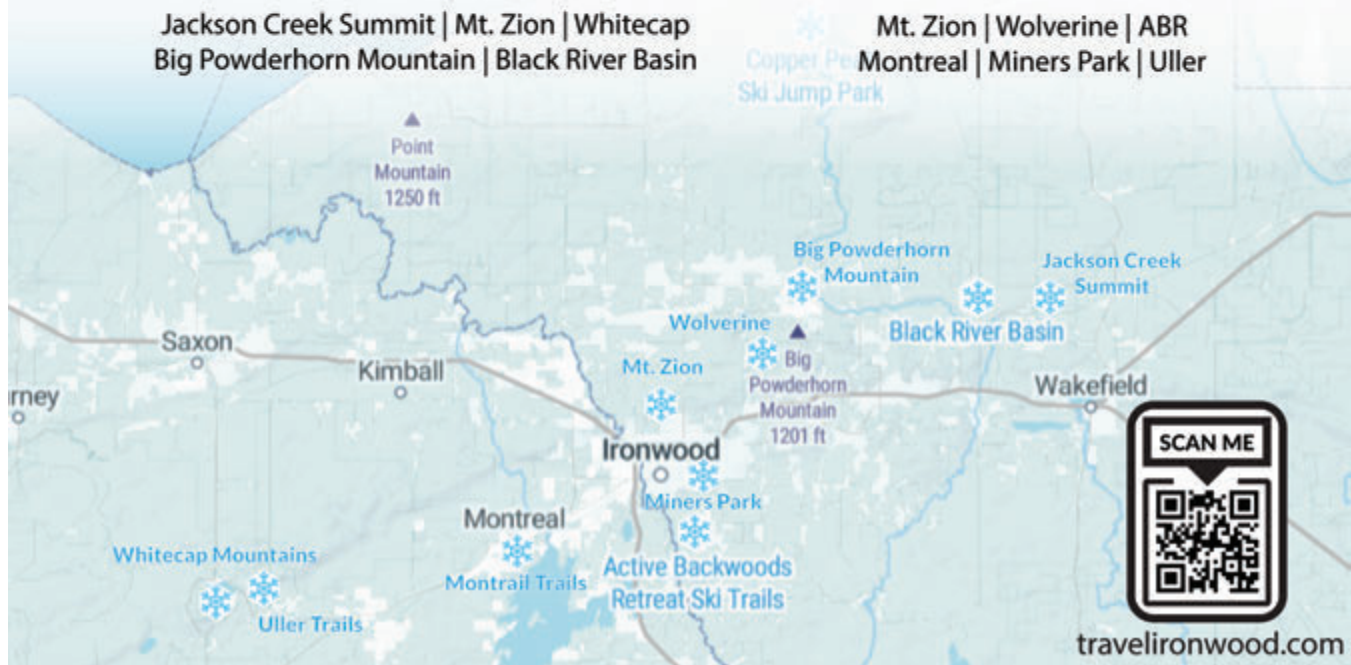 Jackson Creek Summit | Mt. Zion | Whitecap
Big Powderhorn Mountain | Black River Basin
Mt. Zion | Wolverine | ABR
Montreal | Miners Park | Uller
Copper Pe
Ski Jump Park
Point
Mountain
1250 ft
Big Powderhorn
Mountain
Jackson Creek
Summit
Wolverine
Black River Basin
Saxon
Mt. Zion
Big
Powderhorn
Mountain
1201 ft
Kimball
Wakefield
rney
SCAN ME
Ironwood
Miners Park
Montreal
Whitecap Mountains
Montrail Trails
Active Backwoods
Retreat Ski Trails
Uller Trails
travelironwood.com